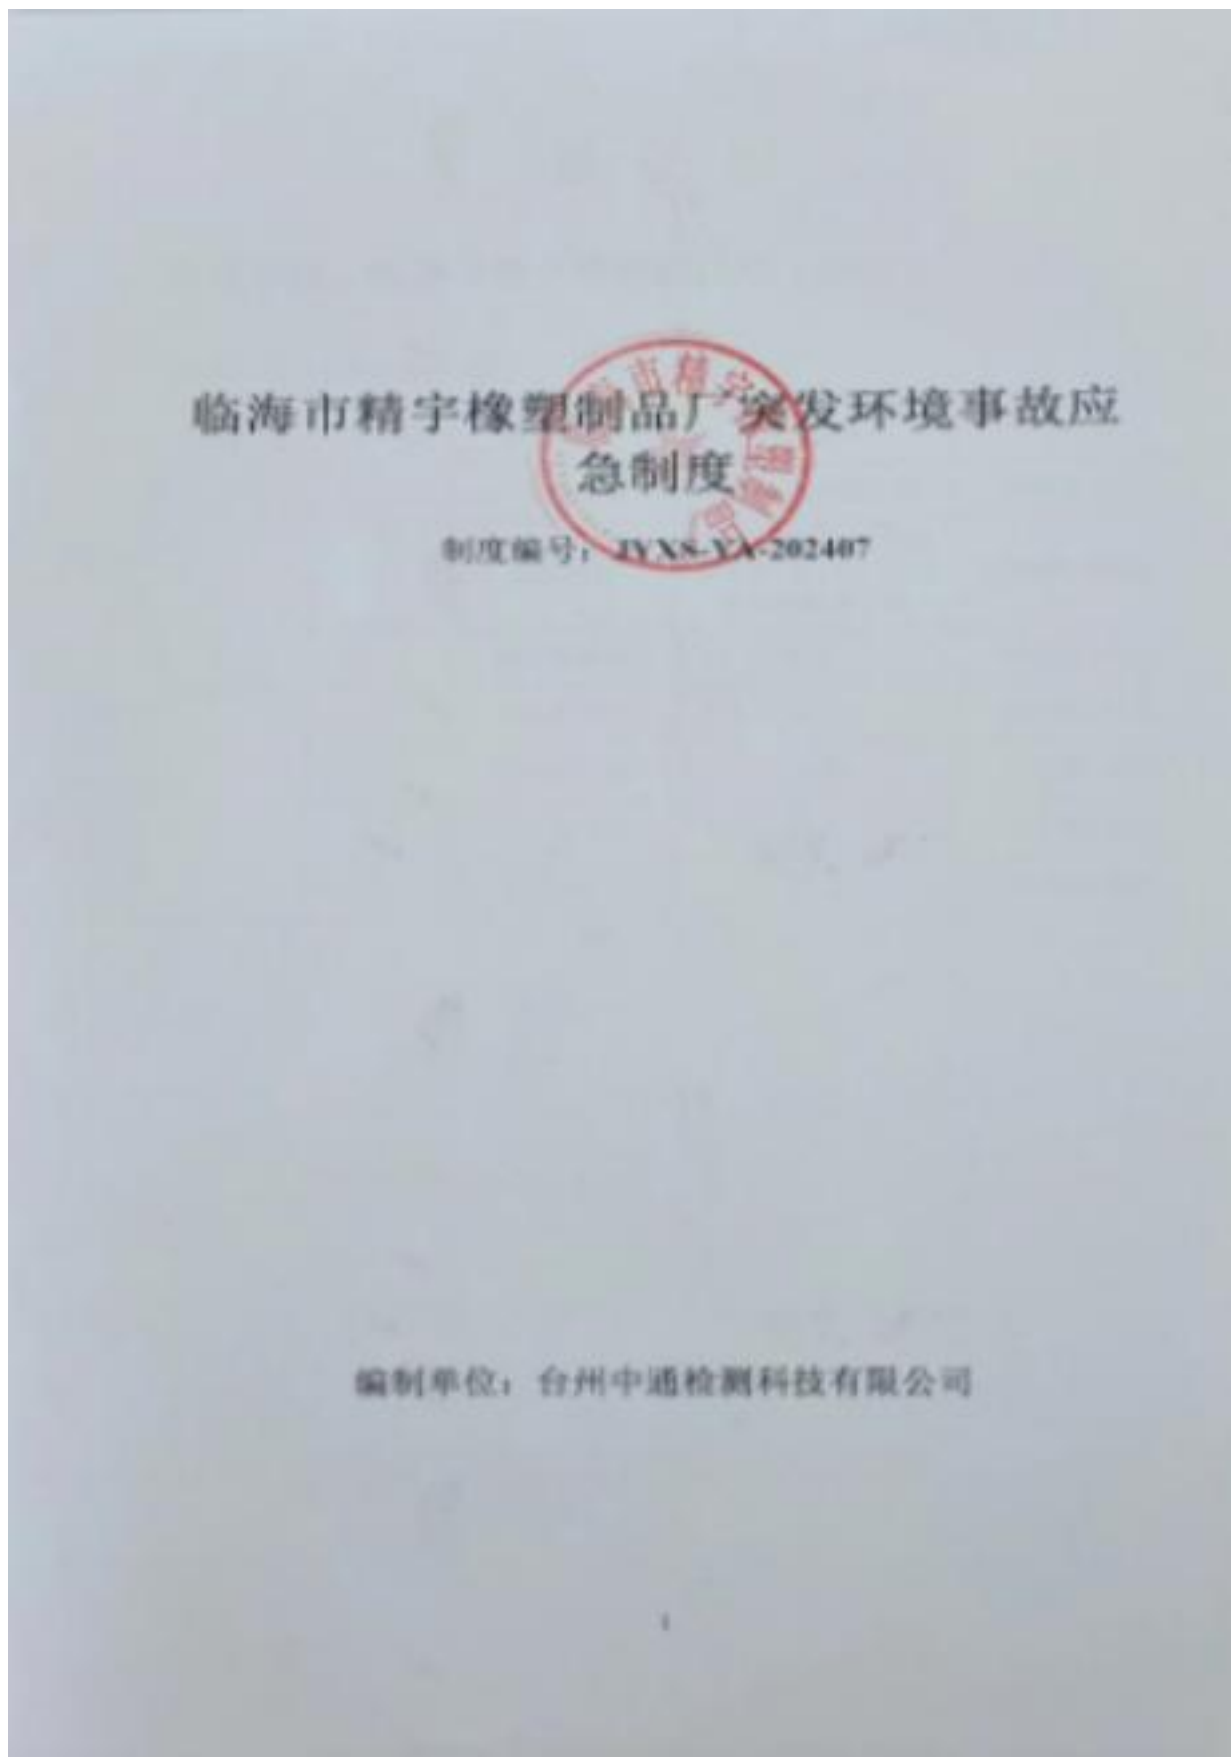 临海市精宇橡塑制品厂突发环境事故应
急制度
制度编号：JYXS-YA-202407
编制单位：台州中通检测科技有限公司
1